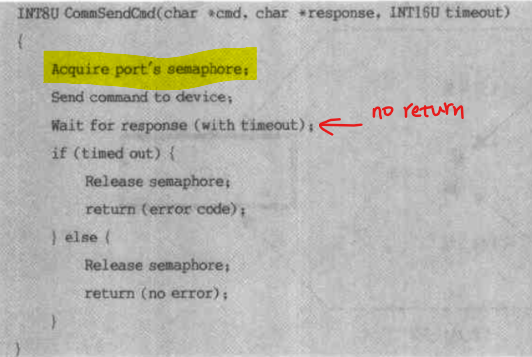 INT8U CommSendCmd(char *cmd, char *response, INT16U timeout)
{
Acquire port's semaphore;
Send command to device;
Wait for response (with timeout); no return
if (timed out) {
Release semaphore;
return (error code);
} else {
Release semaphore;
return (no error);
}
}